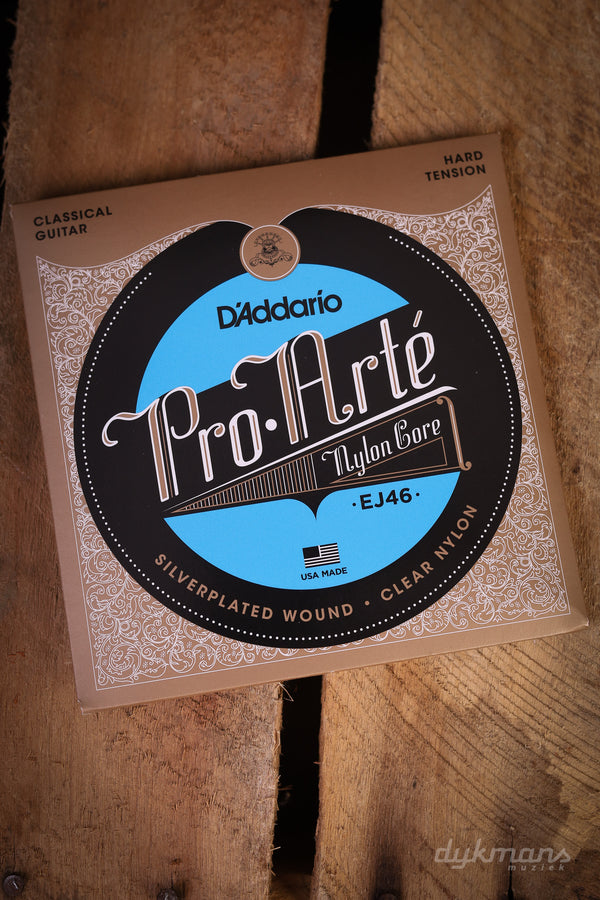 CLASSICAL
GUITAR
HARD
TENSION
D'Addario
Pro·Arté
Nylon Core
·EJ46·
USA MADE
SILVERPLATED WOUND · CLEAR NYLON
dykmans
muziek